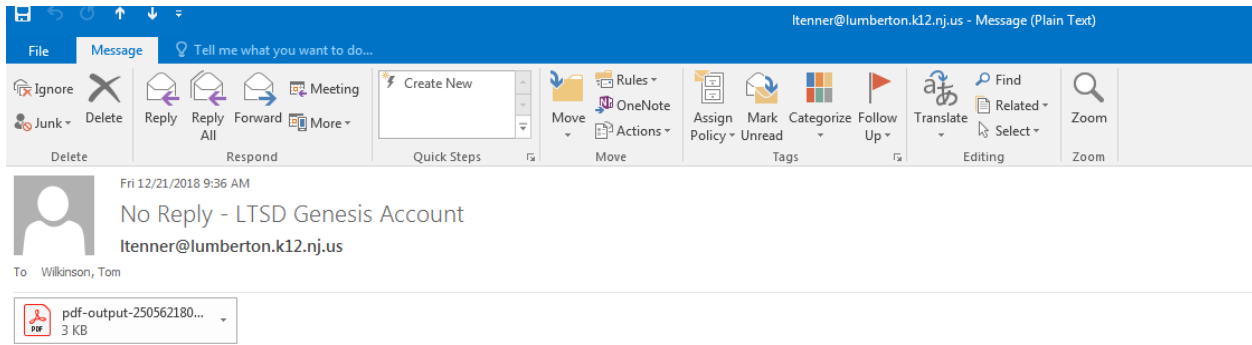 ltenner@lumberton.k12.nj.us - Message (Plain Text)
File Message Tell me what you want to do...
Ignore
Junk
Delete
Reply
Reply All
Forward
Meeting
More
Create New
Move
Rules
OneNote
Actions
Assign Policy
Mark Unread
Categorize
Follow Up
Translate
Find
Related
Select
Zoom
Delete Respond Quick Steps Move Tags Editing Zoom
Fri 12/21/2018 9:36 AM
No Reply - LTSD Genesis Account
ltenner@lumberton.k12.nj.us
To Wilkinson, Tom
PDF
pdf-output-250562180...
3 KB